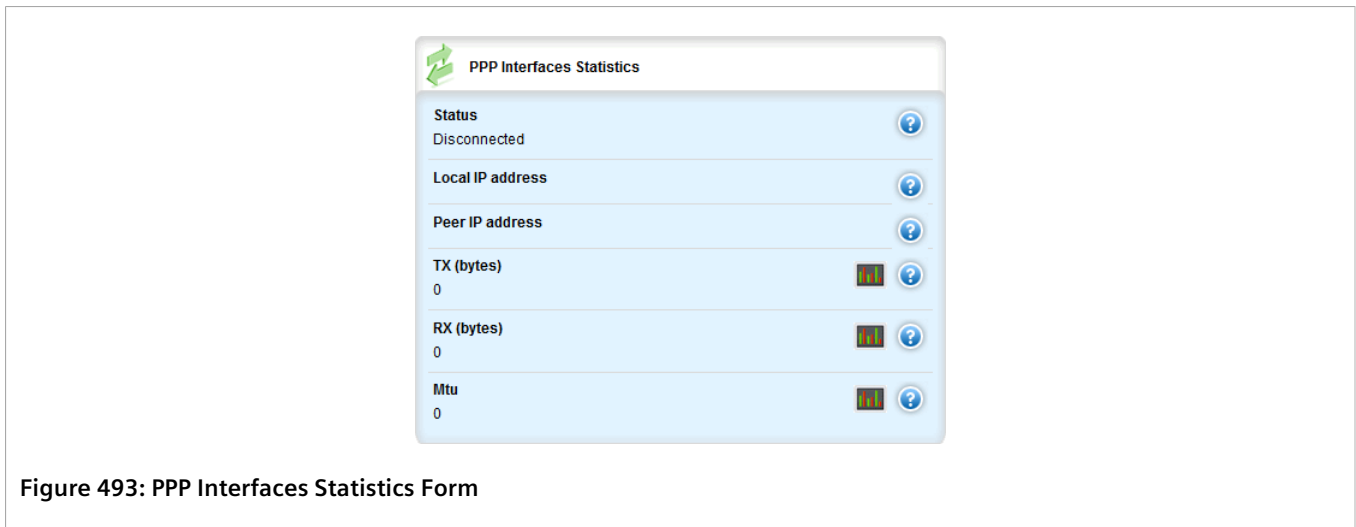 PPP Interfaces Statistics
Status
Disconnected
Local IP address
Peer IP address
TX (bytes)
0
RX (bytes)
0
Mtu
0
Figure 493: PPP Interfaces Statistics Form